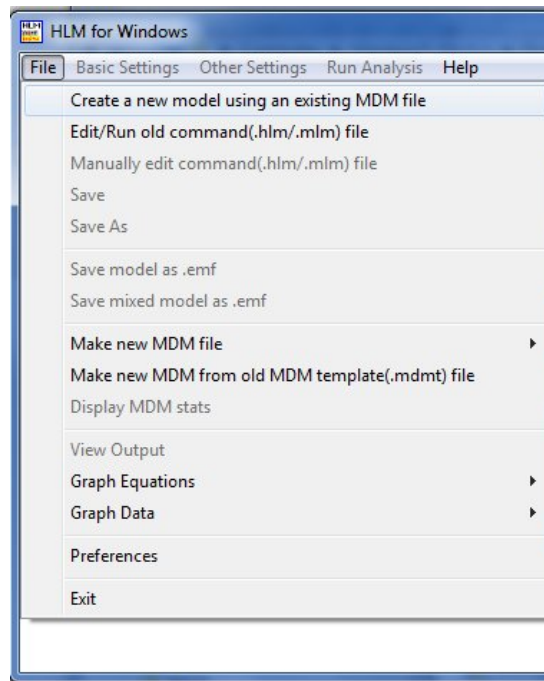 HLM for Windows
File Basic Settings Other Settings Run Analysis Help
Create a new model using an existing MDM file
Edit/Run old command(.hlm/.mlm) file
Manually edit command(.hlm/.mlm) file
Save
Save As
Save model as .emf
Save mixed model as .emf
Make new MDM file
Make new MDM from old MDM template(.mdmt) file
Display MDM stats
View Output
Graph Equations
Graph Data
Preferences
Exit